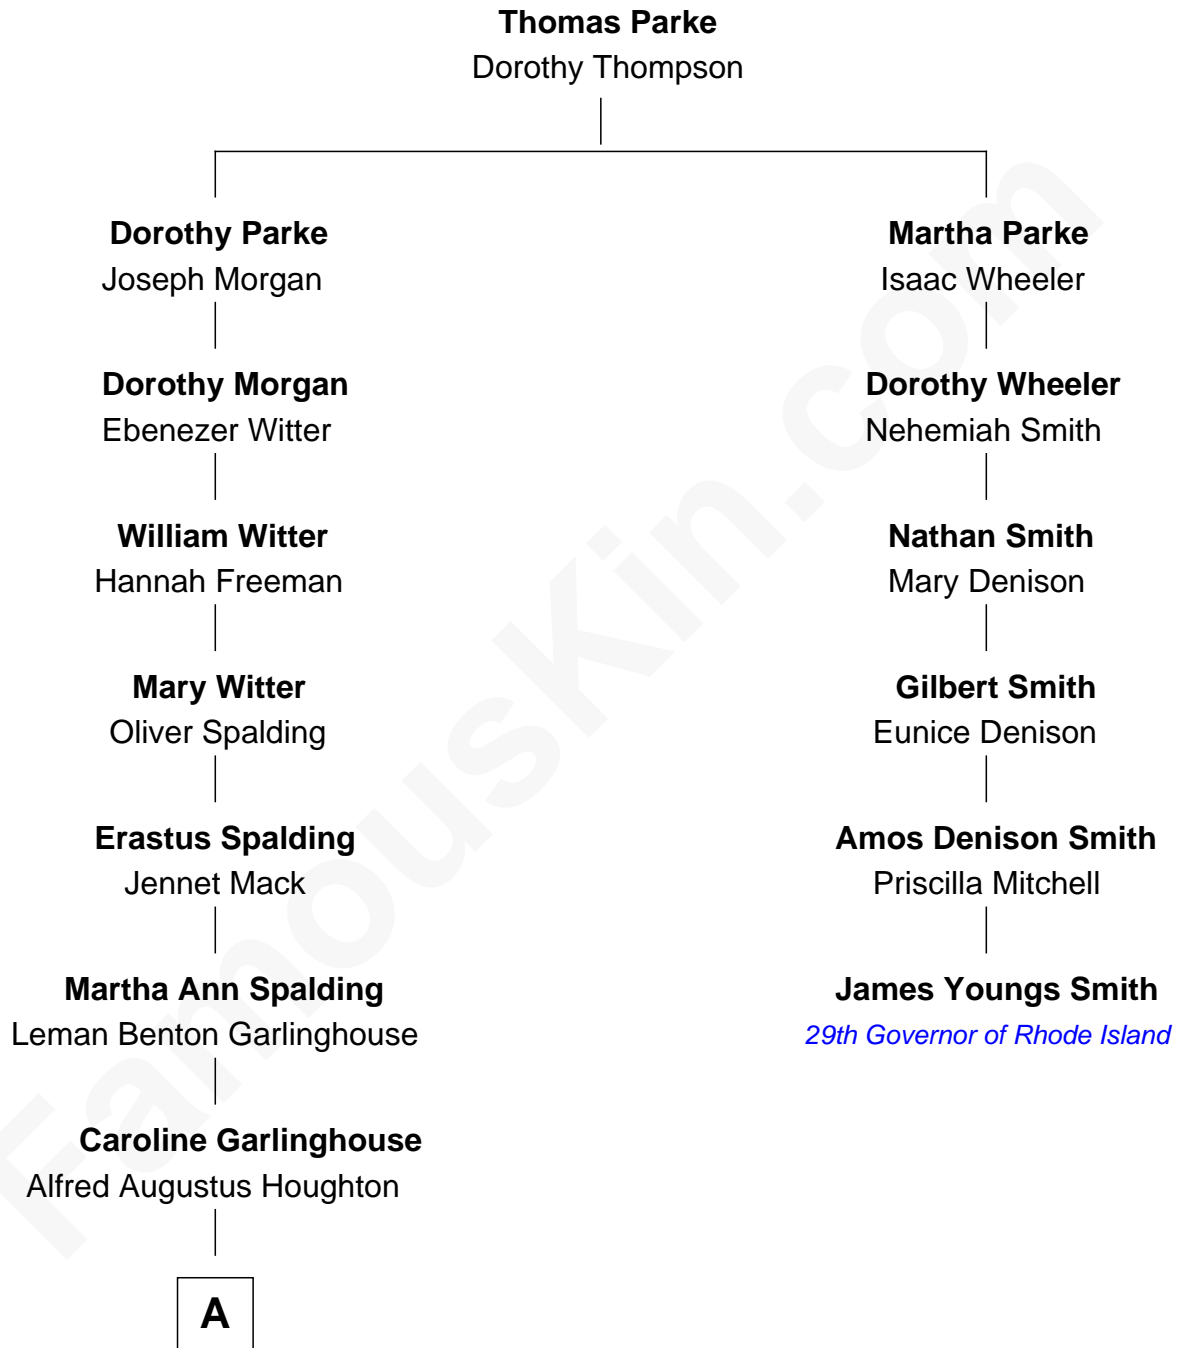 Thomas Parke
Dorothy Thompson
Dorothy Parke
Joseph Morgan
Martha Parke
Isaac Wheeler
Dorothy Morgan
Ebenezer Witter
Dorothy Wheeler
Nehemiah Smith
William Witter
Hannah Freeman
Nathan Smith
Mary Denison
Mary Witter
Oliver Spalding
Gilbert Smith
Eunice Denison
Erastus Spalding
Jennet Mack
Amos Denison Smith
Priscilla Mitchell
Martha Ann Spalding
Leman Benton Garlinghouse
James Youngs Smith
29th Governor of Rhode Island
Caroline Garlinghouse
Alfred Augustus Houghton
A
FamousKin.com